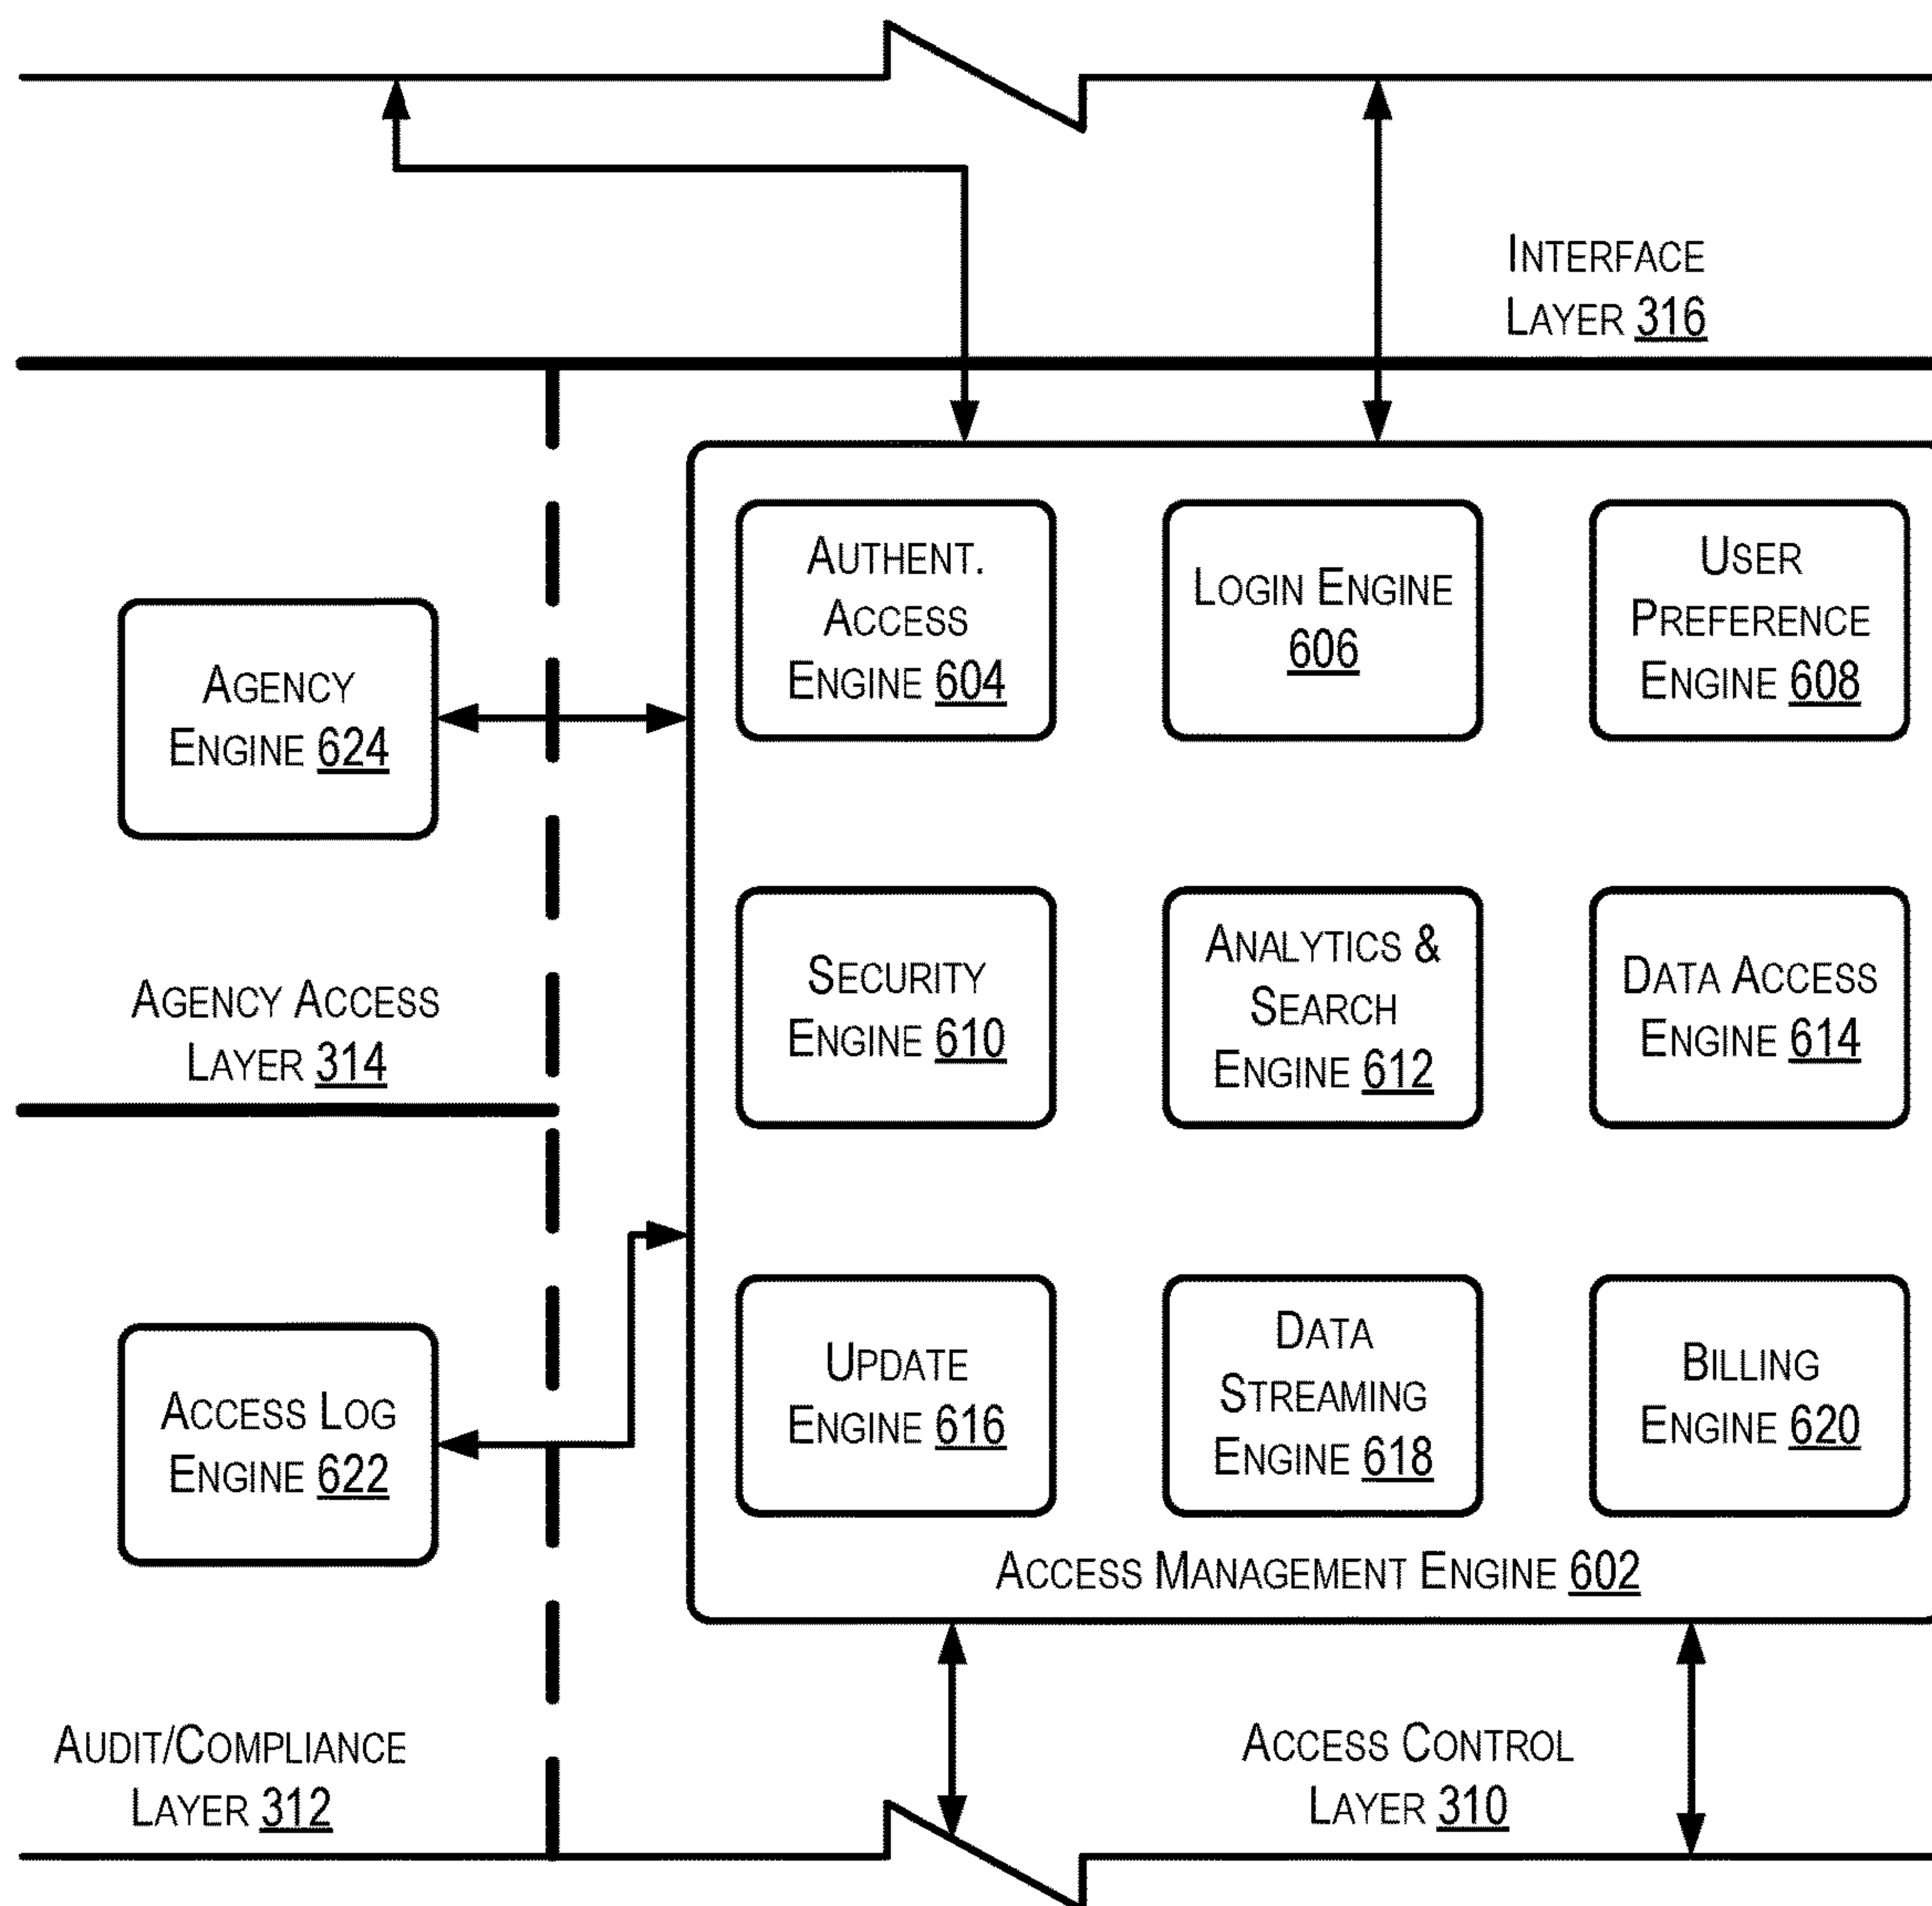 INTERFACE
LAYER 316
AUTHENT.
ACCESS
ENGINE 604
LOGIN ENGINE
606
USER
PREFERENCE
ENGINE 608
AGENCY
ENGINE 624
SECURITY
ENGINE 610
ANALYTICS &
SEARCH
ENGINE 612
DATA ACCESS
ENGINE 614
AGENCY ACCESS
LAYER 314
UPDATE
ENGINE 616
DATA
STREAMING
ENGINE 618
BILLING
ENGINE 620
ACCESS LOG
ENGINE 622
ACCESS MANAGEMENT ENGINE 602
AUDIT/COMPLIANCE
LAYER 312
ACCESS CONTROL
LAYER 310